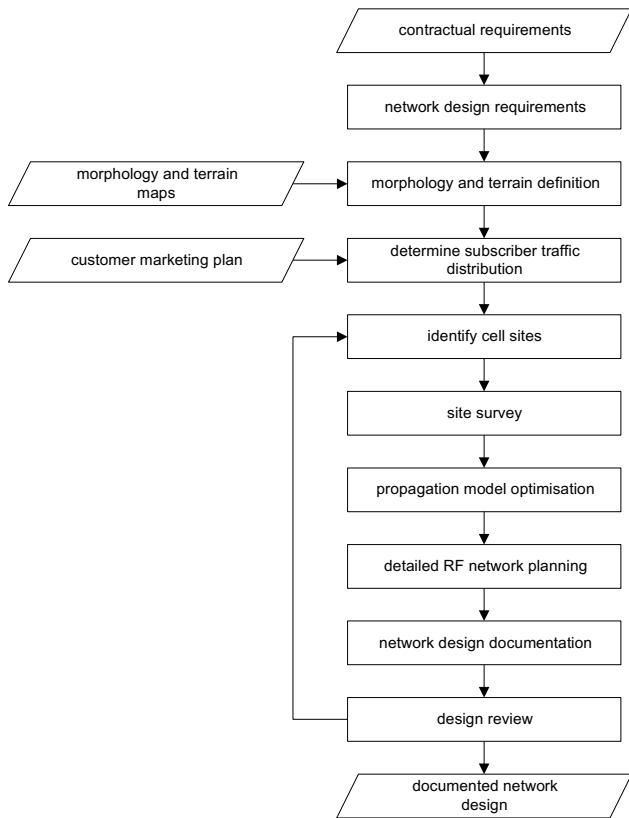 contractual requirements
network design requirements
morphology and terrain
maps
morphology and terrain definition
customer marketing plan
determine subscriber traffic
distribution
identify cell sites
site survey
propagation model optimisation
detailed RF network planning
network design documentation
design review
documented network
design